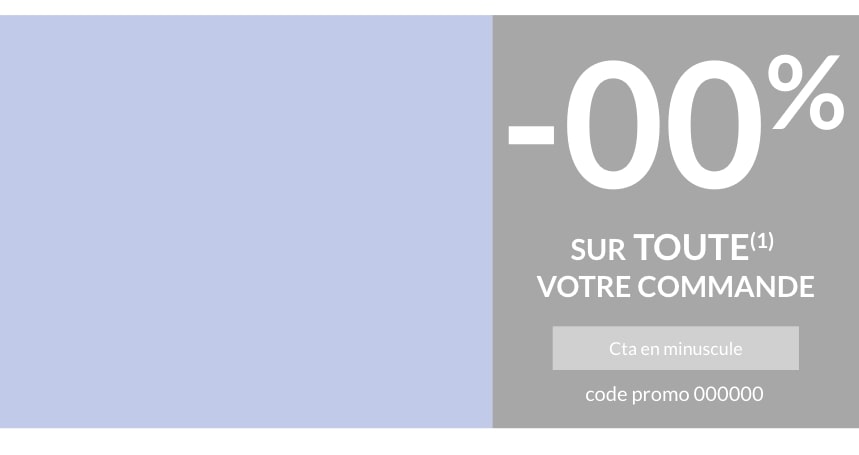 -00%
SUR TOUTE(1)
VOTRE COMMANDE
Cta en minuscule
code promo 000000